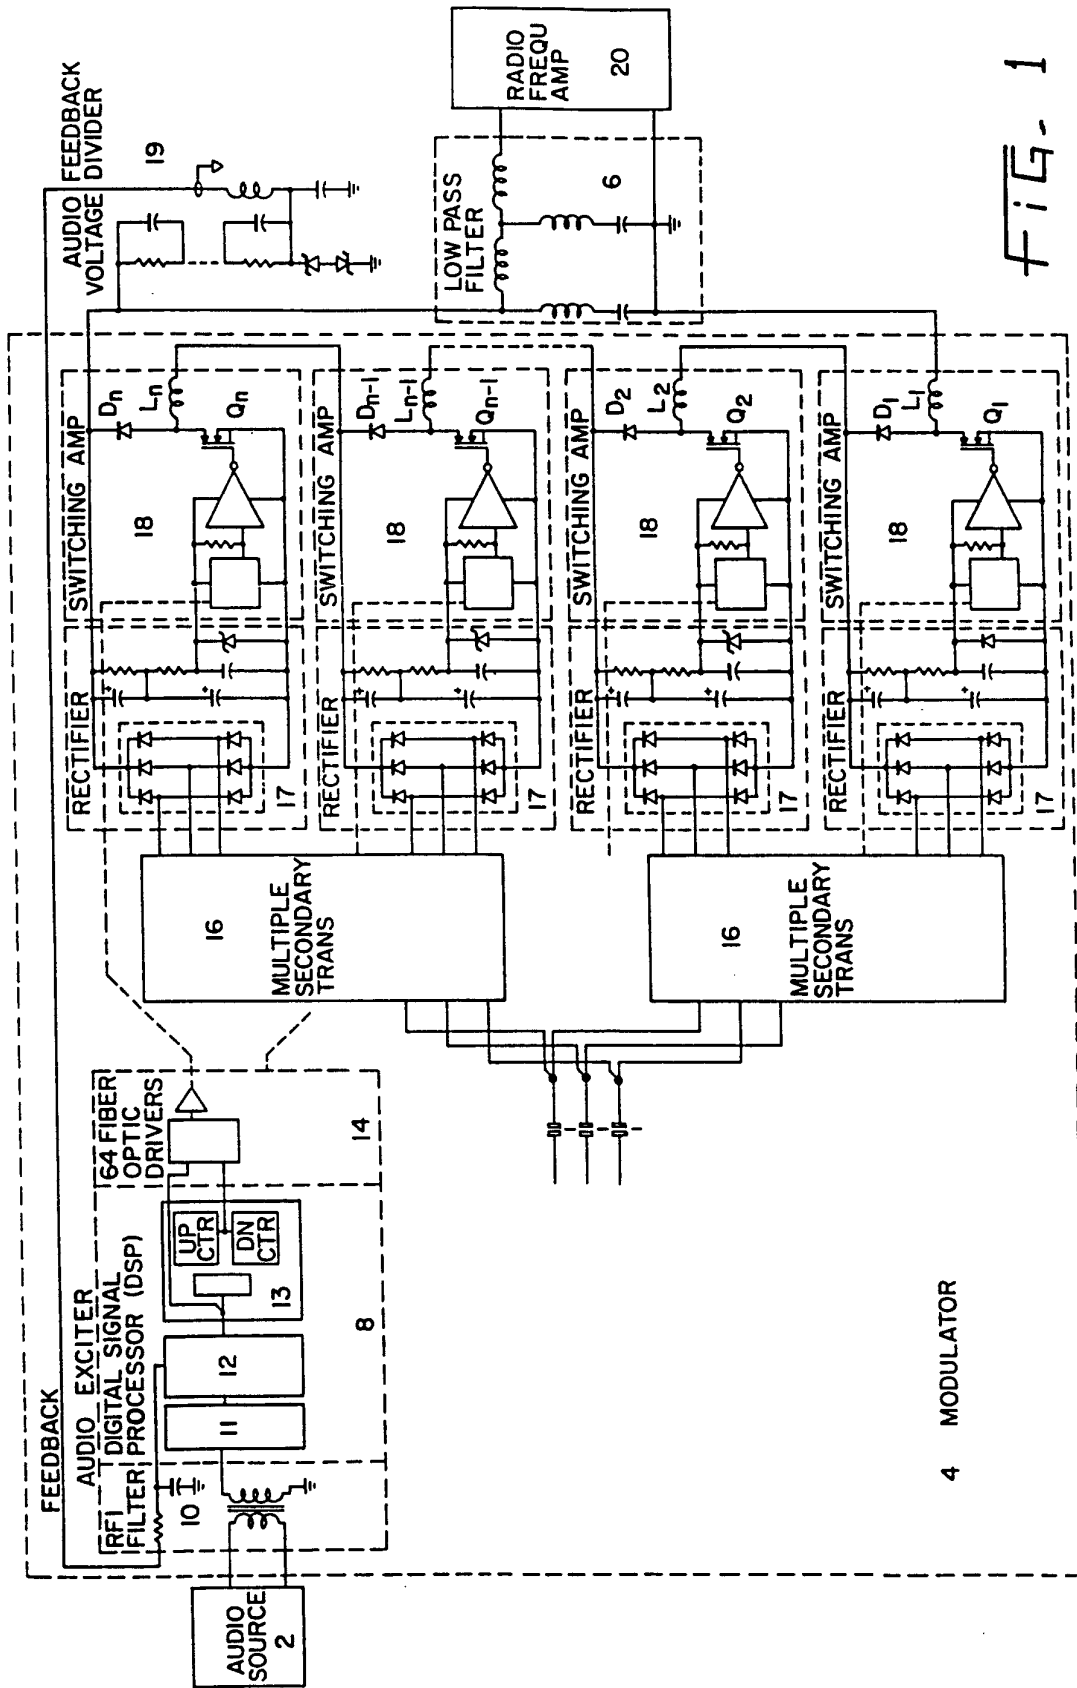 FEEDBACK
AUDIO EXCITER
RFI
FILTER
10
DIGITAL SIGNAL
PROCESSOR (DSP)
11
12
13
UP
CTR
DN
CTR
8
64 FIBER
OPTIC
DRIVERS
14
AUDIO
SOURCE
2
16
MULTIPLE
SECONDARY
TRANS
16
MULTIPLE
SECONDARY
TRANS
RECTIFIER
+
+
17
SWITCHING AMP
18
Dn
Ln
Qn
RECTIFIER
+
+
17
SWITCHING AMP
18
Dn-1
Ln-1
Qn-1
RECTIFIER
+
+
17
SWITCHING AMP
18
D2
L2
Q2
RECTIFIER
+
+
17
SWITCHING AMP
18
D1
L1
Q1
AUDIO FEEDBACK
VOLTAGE DIVIDER
19
LOW PASS
FILTER
6
RADIO
FREQU
AMP
20
4 MODULATOR
FiG. 1